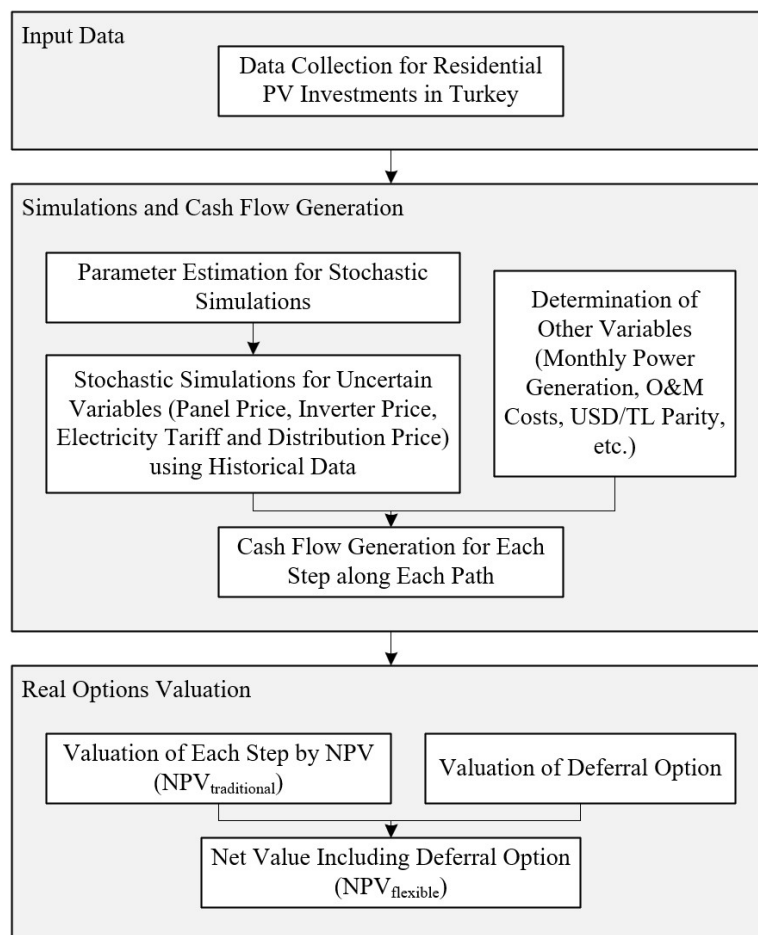 Input Data
Data Collection for Residential
PV Investments in Turkey
Simulations and Cash Flow Generation
Parameter Estimation for Stochastic
Simulations
Stochastic Simulations for Uncertain
Variables (Panel Price, Inverter Price,
Electricity Tariff and Distribution Price)
using Historical Data
Determination of
Other Variables
(Monthly Power
Generation, O&M
Costs, USD/TL Parity,
etc.)
Cash Flow Generation for Each
Step along Each Path
Real Options Valuation
Valuation of Each Step by NPV
(NPVtraditional)
Valuation of Deferral Option
Net Value Including Deferral Option
(NPVflexible)